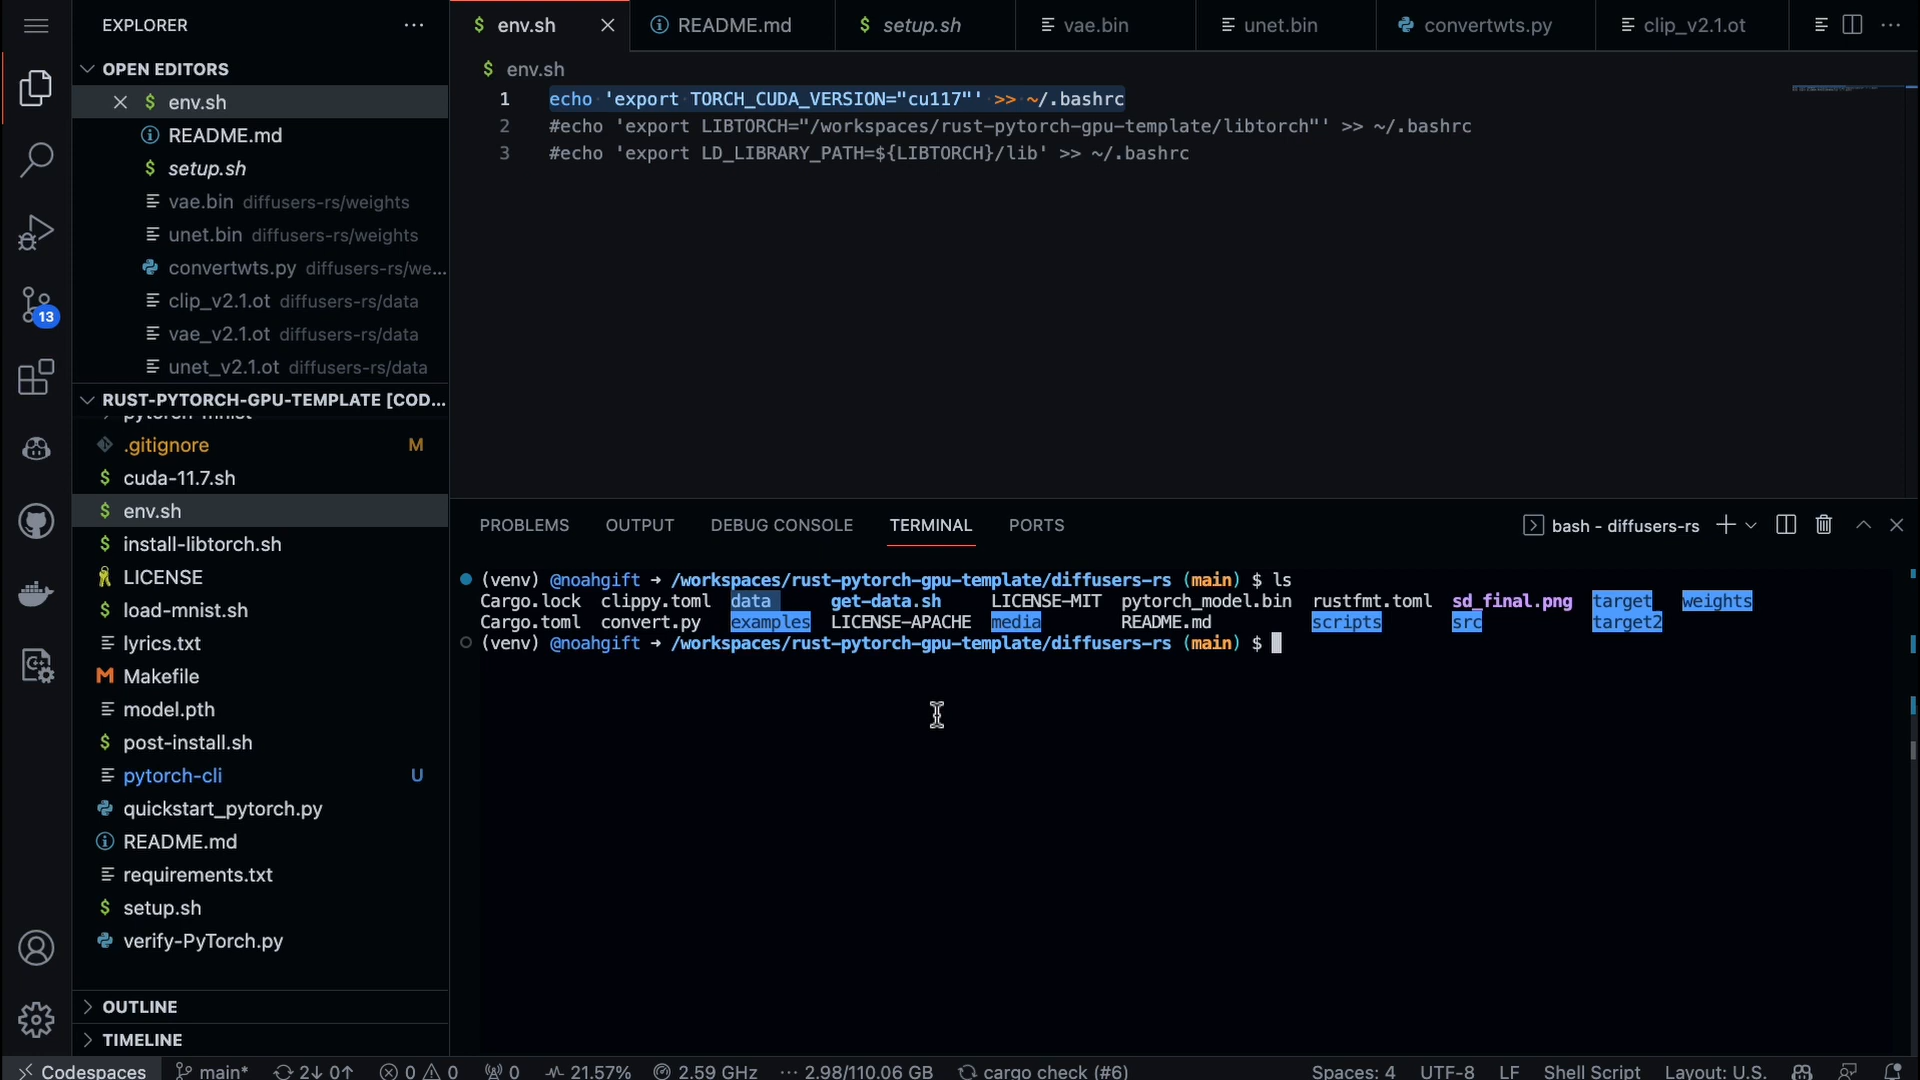 EXPLORER
OPEN EDITORS
$ env.sh
README.md
$ setup.sh
vae.bin diffusers-rs/weights
unet.bin diffusers-rs/weights
convertwts.py diffusers-rs/we...
clip_v2.1.ot diffusers-rs/data
vae_v2.1.ot diffusers-rs/data
unet_v2.1.ot diffusers-rs/data
RUST-PYTORCH-GPU-TEMPLATE [COD...
pytorch-mnist
.gitignore M
$ cuda-11.7.sh
$ env.sh
$ install-libtorch.sh
LICENSE
$ load-mnist.sh
lyrics.txt
Makefile
model.pth
$ post-install.sh
pytorch-cli U
quickstart_pytorch.py
README.md
requirements.txt
$ setup.sh
verify-PyTorch.py
OUTLINE
TIMELINE
13
$ env.sh README.md $ setup.sh vae.bin unet.bin convertwts.py clip_v2.1.ot
$ env.sh
1 echo 'export TORCH_CUDA_VERSION="cu117"' >> ~/.bashrc
2 #echo 'export LIBTORCH="/workspaces/rust-pytorch-gpu-template/libtorch"' >> ~/.bashrc
3 #echo 'export LD_LIBRARY_PATH=${LIBTORCH}/lib' >> ~/.bashrc
PROBLEMS OUTPUT DEBUG CONSOLE TERMINAL PORTS bash - diffusers-rs
(venv) @noahgift → /workspaces/rust-pytorch-gpu-template/diffusers-rs (main) $ ls
Cargo.lock clippy.toml data get-data.sh LICENSE-MIT pytorch_model.bin rustfmt.toml sd_final.png target weights
Cargo.toml convert.py examples LICENSE-APACHE media README.md scripts src target2
(venv) @noahgift → /workspaces/rust-pytorch-gpu-template/diffusers-rs (main) $
Codespaces main* 2↓ 0↑ 0 0 0 21.57% 2.59 GHz 2.98/110.06 GB cargo check (#6) Spaces: 4 UTF-8 LF Shell Script Layout: U.S.